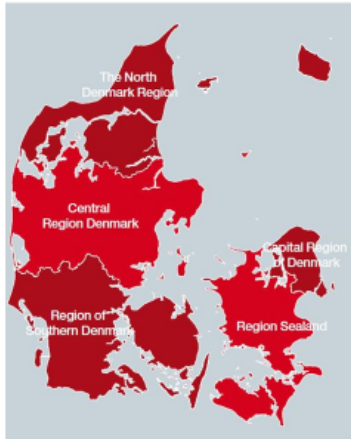 The North
Denmark Region
Central
Region Denmark
Capital Region
of Denmark
Region of
Southern Denmark
Region Sealand